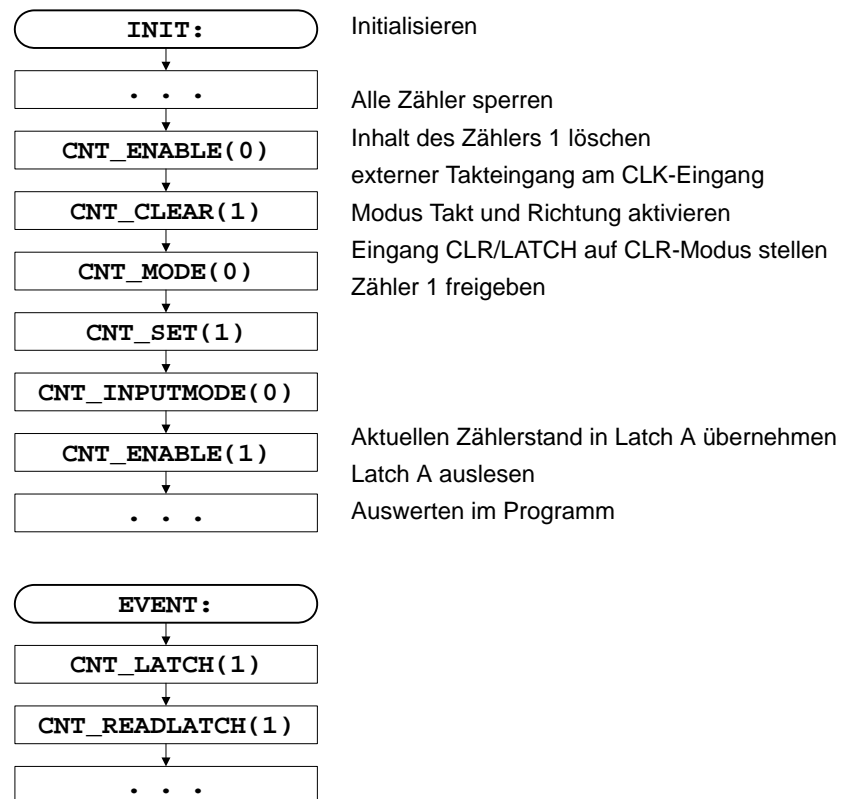 INIT:
Initialisieren
. . .
Alle Zähler sperren
CNT_ENABLE(0)
Inhalt des Zählers 1 löschen
externer Takteingang am CLK-Eingang
CNT_CLEAR(1)
Modus Takt und Richtung aktivieren
Eingang CLR/LATCH auf CLR-Modus stellen
CNT_MODE(0)
Zähler 1 freigeben
CNT_SET(1)
CNT_INPUTMODE(0)
Aktuellen Zählerstand in Latch A übernehmen
CNT_ENABLE(1)
Latch A auslesen
. . .
Auswerten im Programm
EVENT:
CNT_LATCH(1)
CNT_READLATCH(1)
. . .